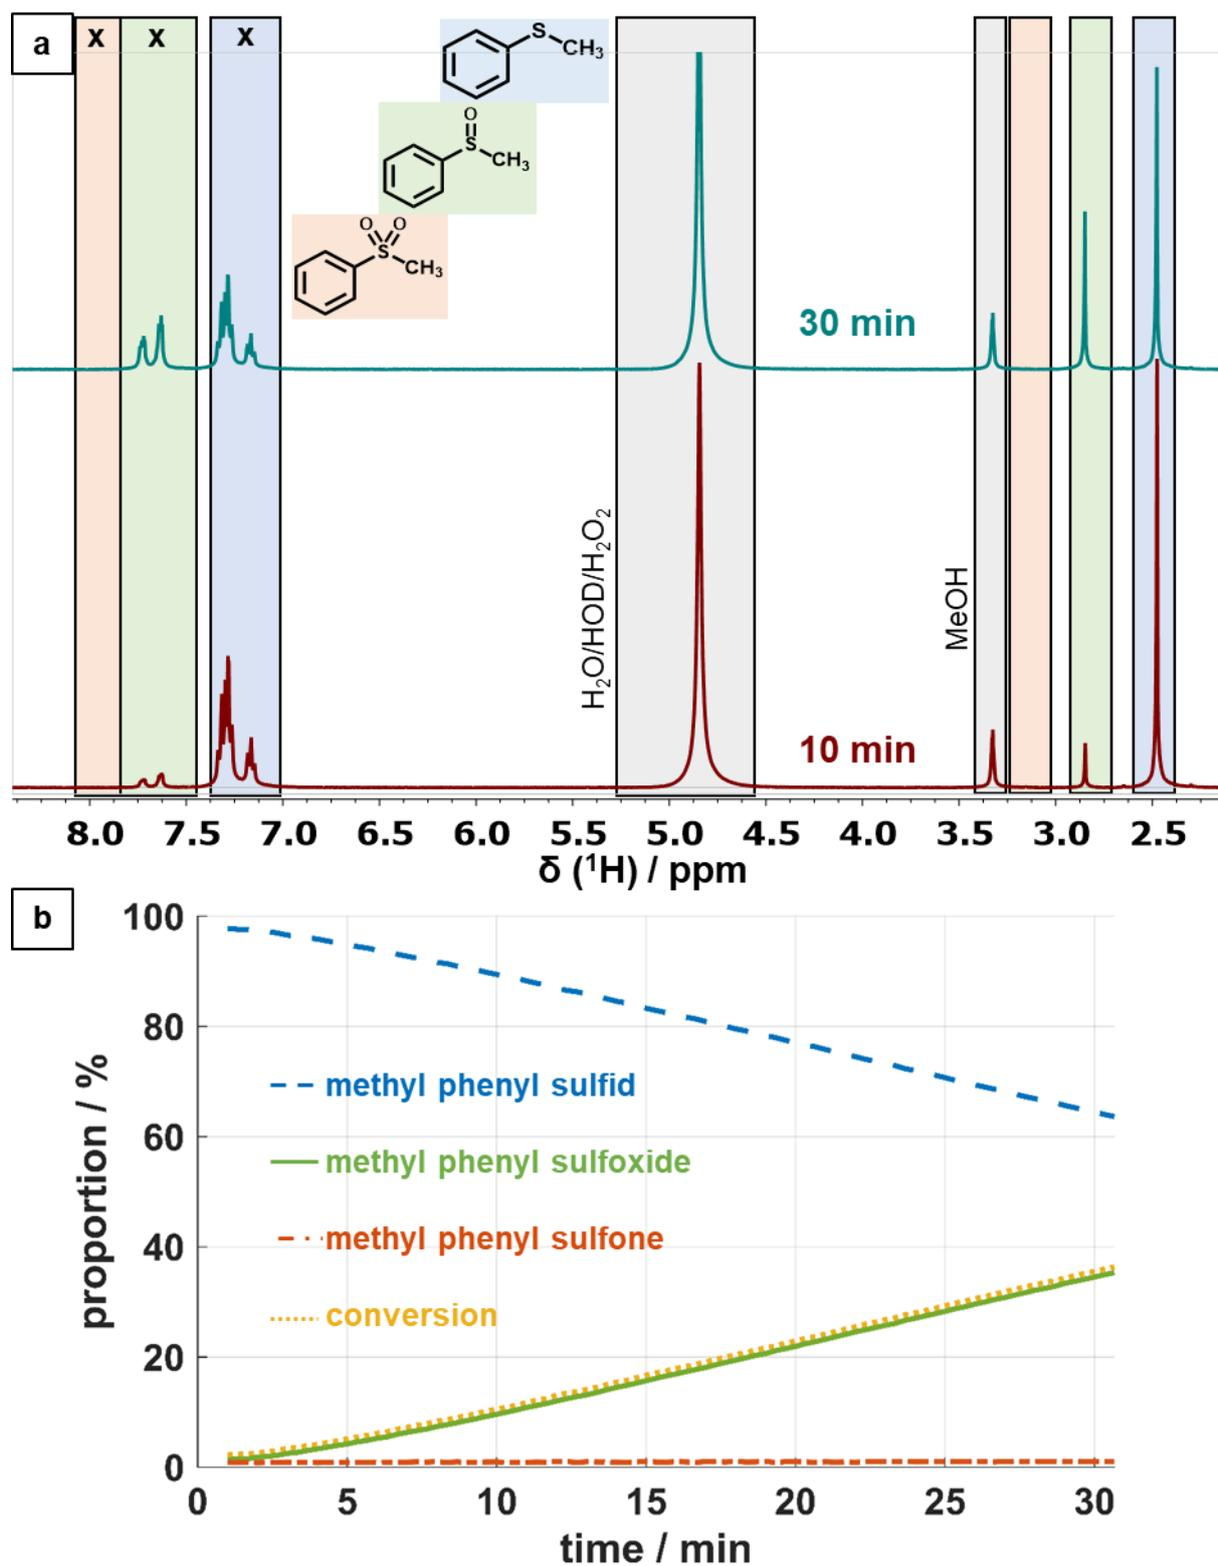 a
x x x
S
CH₃
O
S
CH₃
O O
S
CH₃
30 min
H₂O/HOD/H₂O₂
MeOH
10 min
8.0 7.5 7.0 6.5 6.0 5.5 5.0 4.5 4.0 3.5 3.0 2.5
δ (¹H) / ppm
b
100
80
60
40
20
0
proportion / %
methyl phenyl sulfid
methyl phenyl sulfoxide
methyl phenyl sulfone
conversion
0 5 10 15 20 25 30
time / min